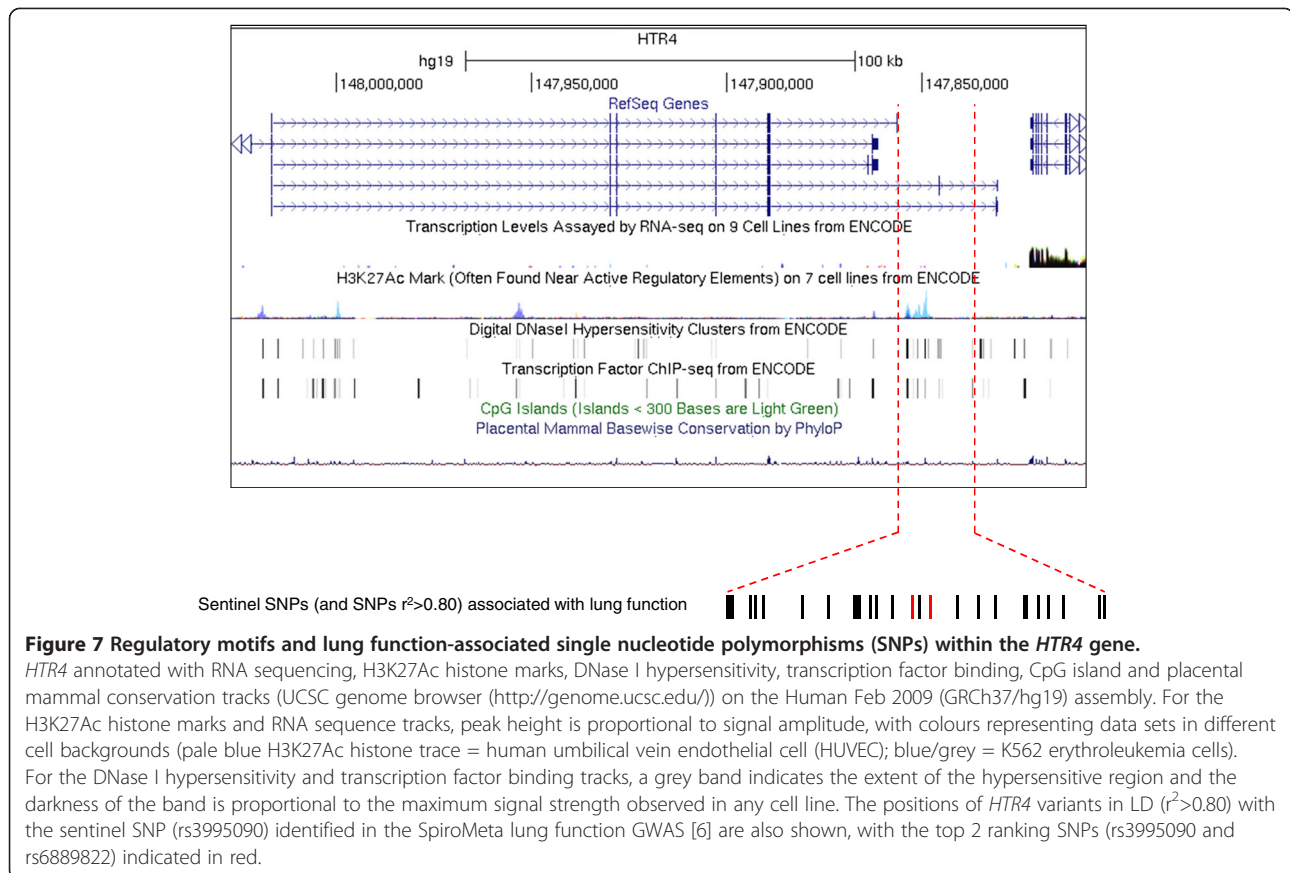 HTR4
hg19 100 kb
148,000,000 147,950,000 147,900,000 147,850,000
RefSeq Genes
Transcription Levels Assayed by RNA-seq on 9 Cell Lines from ENCODE
H3K27Ac Mark (Often Found Near Active Regulatory Elements) on 7 cell lines from ENCODE
Digital DNaseI Hypersensitivity Clusters from ENCODE
Transcription Factor ChIP-seq from ENCODE
CpG Islands (Islands < 300 Bases are Light Green)
Placental Mammal Basewise Conservation by PhyloP
Sentinel SNPs (and SNPs r²>0.80) associated with lung function
Figure 7 Regulatory motifs and lung function-associated single nucleotide polymorphisms (SNPs) within the HTR4 gene.
HTR4 annotated with RNA sequencing, H3K27Ac histone marks, DNase I hypersensitivity, transcription factor binding, CpG island and placental
mammal conservation tracks (UCSC genome browser (http://genome.ucsc.edu/)) on the Human Feb 2009 (GRCh37/hg19) assembly. For the
H3K27Ac histone marks and RNA sequence tracks, peak height is proportional to signal amplitude, with colours representing data sets in different
cell backgrounds (pale blue H3K27Ac histone trace = human umbilical vein endothelial cell (HUVEC); blue/grey = K562 erythroleukemia cells).
For the DNase I hypersensitivity and transcription factor binding tracks, a grey band indicates the extent of the hypersensitive region and the
darkness of the band is proportional to the maximum signal strength observed in any cell line. The positions of HTR4 variants in LD (r²>0.80) with
the sentinel SNP (rs3995090) identified in the SpiroMeta lung function GWAS [6] are also shown, with the top 2 ranking SNPs (rs3995090 and
rs6889822) indicated in red.